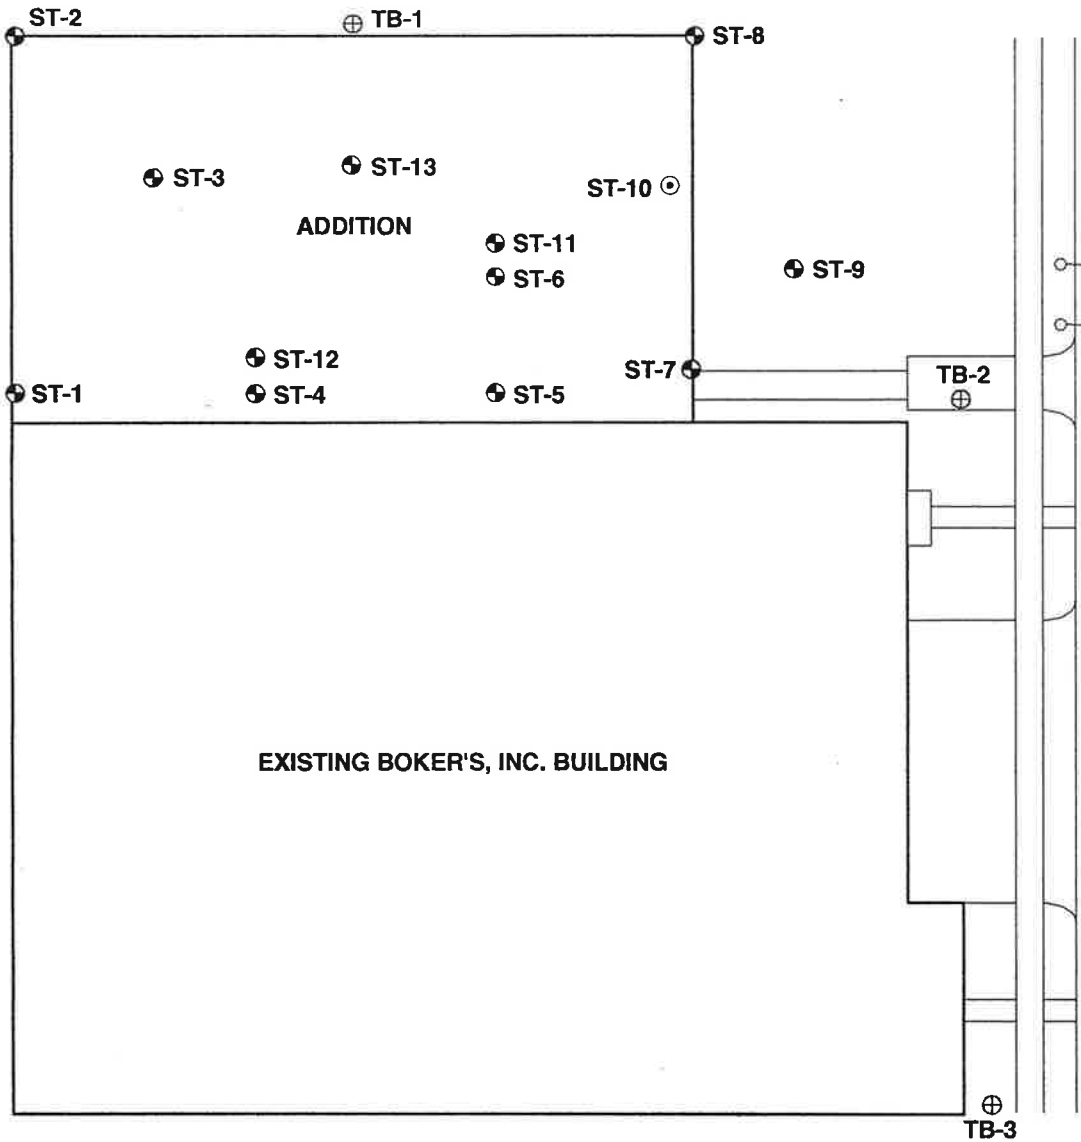 ST-2
TB-1
ST-8
ST-3
ST-13
ST-10
ADDITION
ST-11
ST-6
ST-9
ST-12
ST-7
TB-2
ST-1
ST-4
ST-5
EXISTING BOKER'S, INC. BUILDING
TB-3